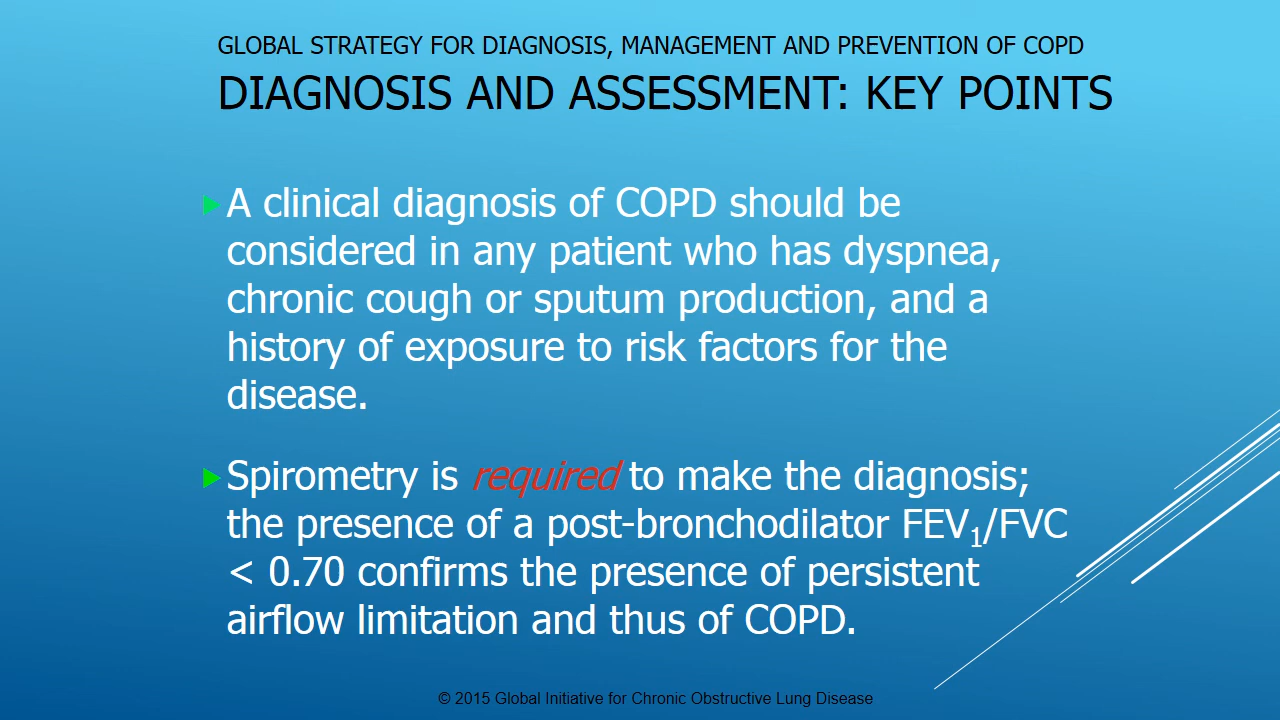 GLOBAL STRATEGY FOR DIAGNOSIS, MANAGEMENT AND PREVENTION OF COPD
DIAGNOSIS AND ASSESSMENT: KEY POINTS
A clinical diagnosis of COPD should be
considered in any patient who has dyspnea,
chronic cough or sputum production, and a
history of exposure to risk factors for the
disease.
Spirometry is required to make the diagnosis;
the presence of a post-bronchodilator FEV₁/FVC
< 0.70 confirms the presence of persistent
airflow limitation and thus of COPD.
© 2015 Global Initiative for Chronic Obstructive Lung Disease